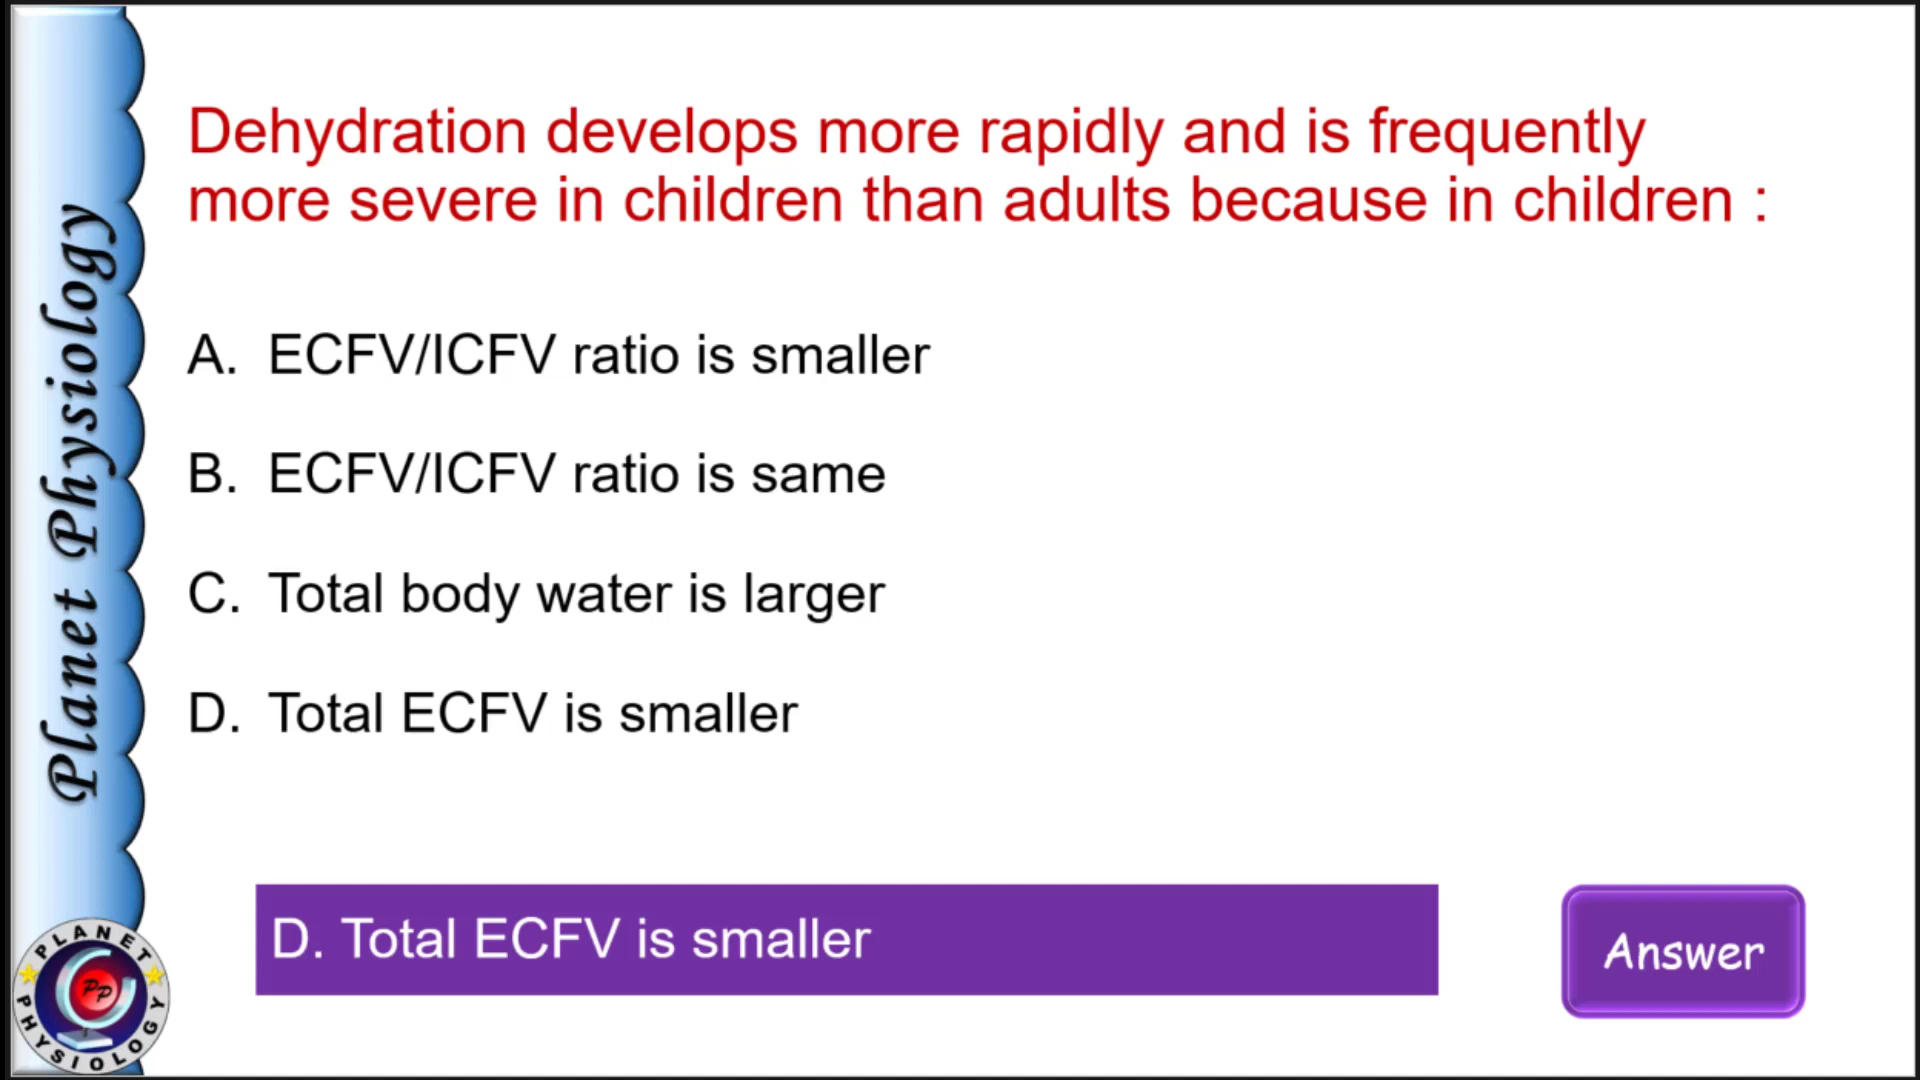 Planet Physiology
Dehydration develops more rapidly and is frequently
more severe in children than adults because in children :
A. ECFV/ICFV ratio is smaller
B. ECFV/ICFV ratio is same
C. Total body water is larger
D. Total ECFV is smaller
D. Total ECFV is smaller
Answer
PLANET
PP
PHYSIOLOGY